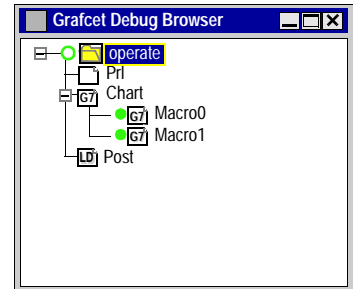 Grafcet Debug Browser
operate
Prl
G7 Chart
G7 Macro0
G7 Macro1
LD Post